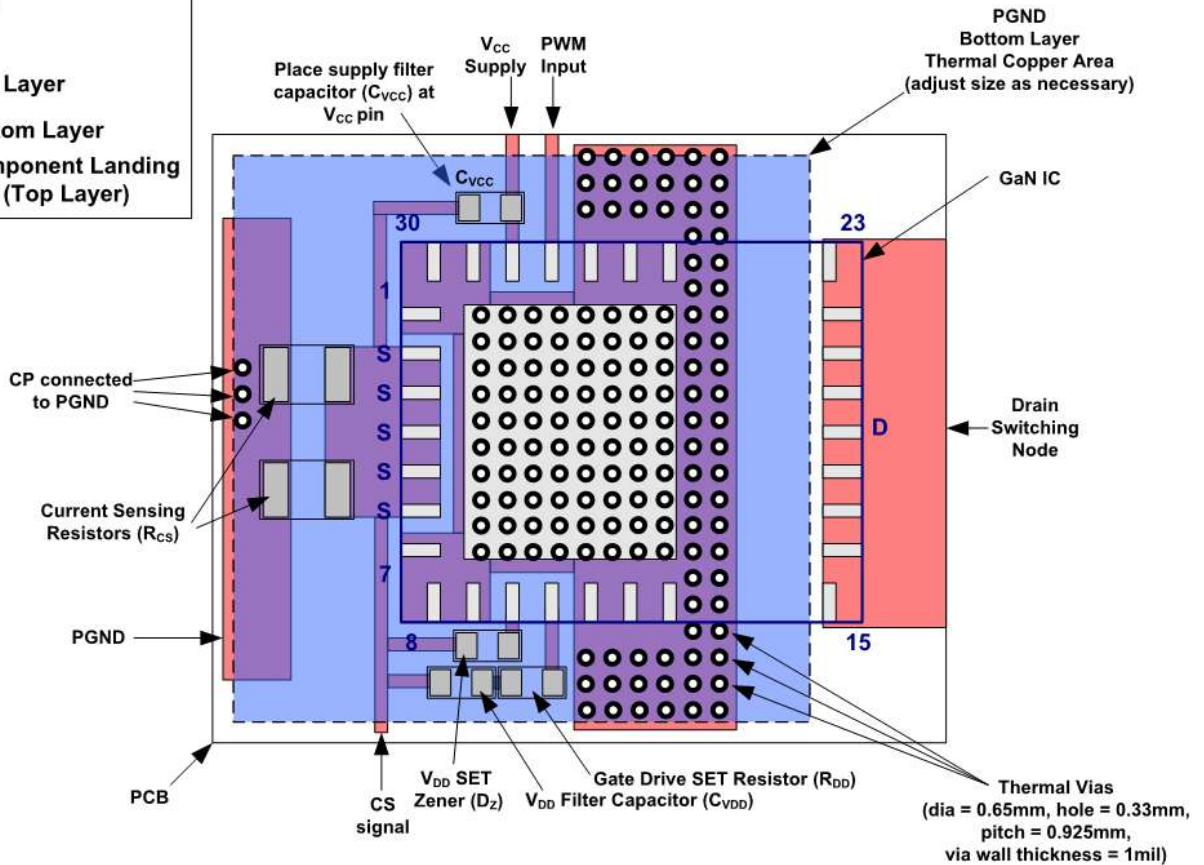 Layer
om Layer
mponent Landing
(Top Layer)
Place supply filter
capacitor (CVCC) at
VCC pin
VCC
Supply
PWM
Input
PGND
Bottom Layer
Thermal Copper Area
(adjust size as necessary)
CVCC
GaN IC
30
23
1
S
S
S
S
S
D
7
8
15
CP connected
to PGND
Current Sensing
Resistors (RCS)
PGND
Drain
Switching
Node
PCB
CS
signal
VDD SET
Zener (DZ)
Gate Drive SET Resistor (RDD)
VDD Filter Capacitor (CVDD)
Thermal Vias
(dia = 0.65mm, hole = 0.33mm,
pitch = 0.925mm,
via wall thickness = 1mil)